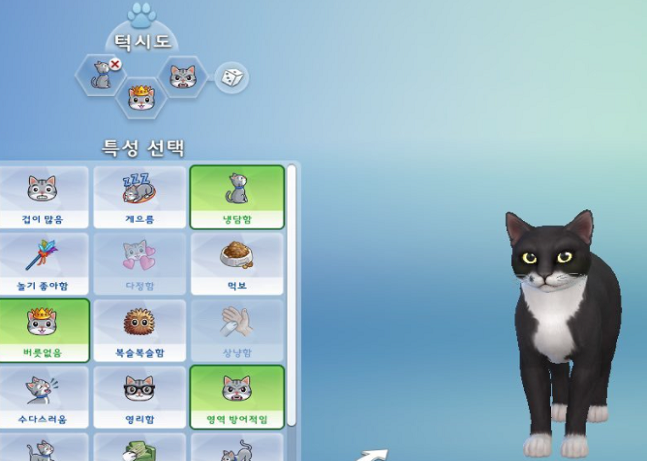 턱시도
특성 선택
겁이 많음
게으름
냉담함
놀기 좋아함
다정함
먹보
버릇없음
복슬복슬함
상냥함
수다스러움
영리함
영역 방어적임